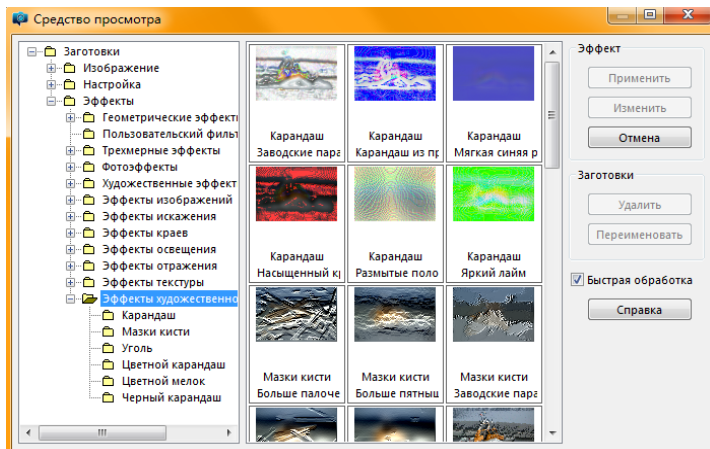 Средство просмотра
Заготовки
Изображение
Настройка
Эффекты
Геометрические эффекты
Пользовательский фильт
Трехмерные эффекты
Фотоэффекты
Художественные эффект
Эффекты изображений
Эффекты искажения
Эффекты краев
Эффекты освещения
Эффекты отражения
Эффекты текстуры
Эффекты художественно
Карандаш
Мазки кисти
Уголь
Цветной карандаш
Цветной мелок
Черный карандаш
Карандаш
Заводские пара
Карандаш
Карандаш из пр
Карандаш
Мягкая синяя р
Карандаш
Насыщенный кр
Карандаш
Размытые поло
Карандаш
Яркий лайм
Мазки кисти
Больше палоче
Мазки кисти
Больше пятныш
Мазки кисти
Заводские пара
Эффект
Применить
Изменить
Отмена
Заготовки
Удалить
Переименовать
Быстрая обработка
Справка